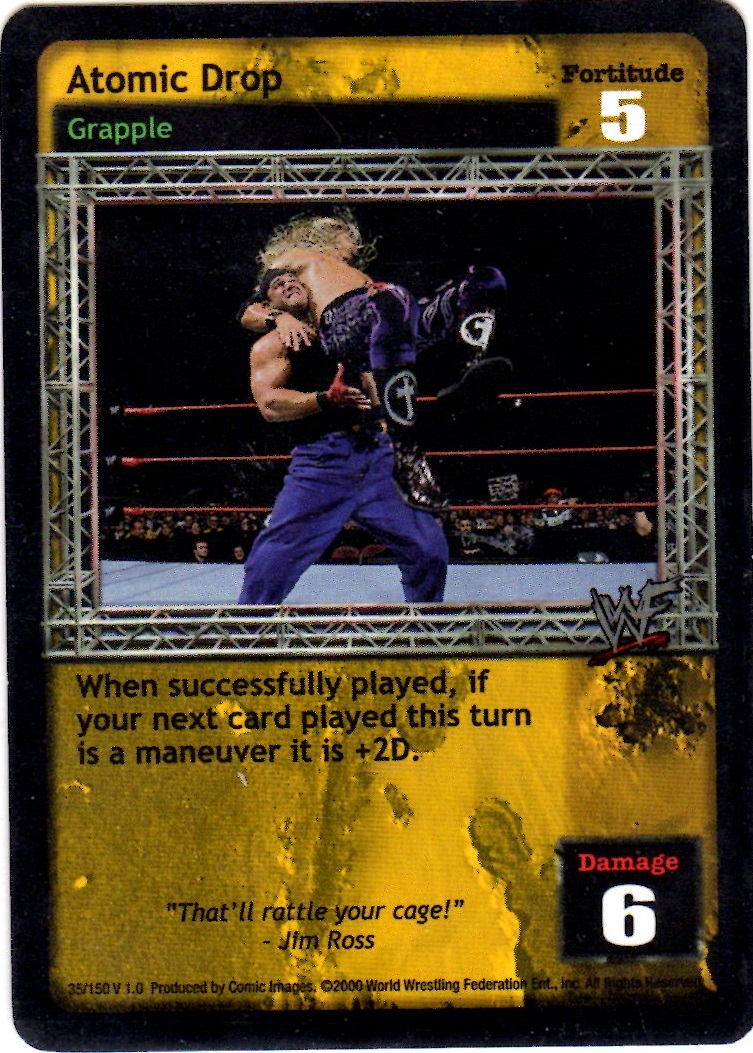 Atomic Drop
Fortitude
5
Grapple
WF
When successfully played, if
your next card played this turn
is a maneuver it is +2D.
Damage
6
"That'll rattle your cage!"
- Jim Ross
35/150 V 1.0 Produced by Comic Images. ©2000 World Wrestling Federation Ent., Inc. All Rights Reserved